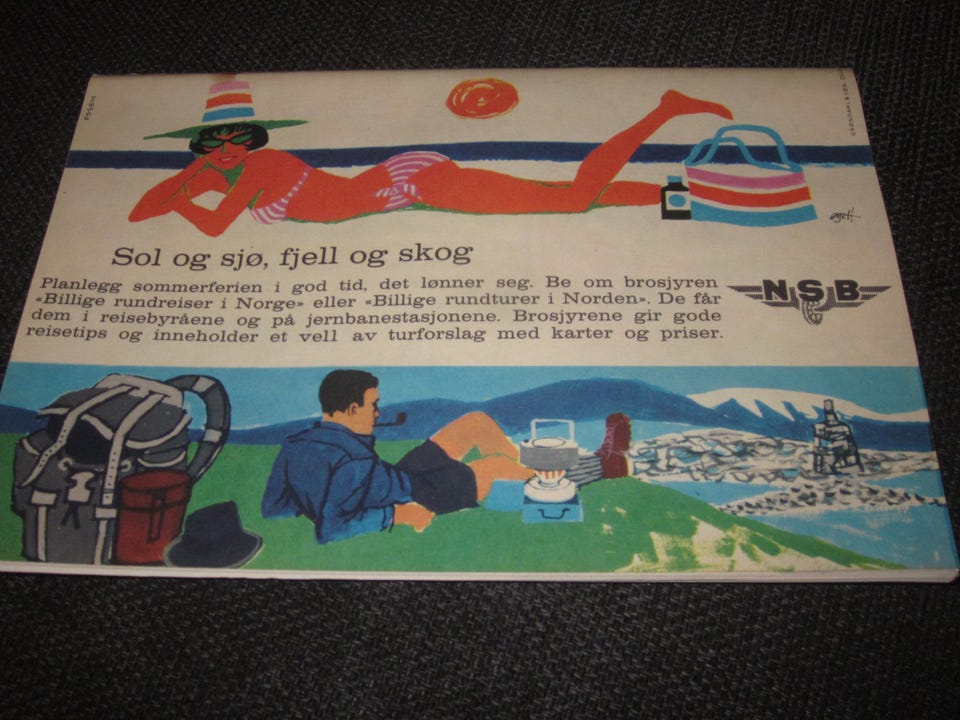 ESSEN
Sol og sjø, fjell og skog
Planlegg sommerferien i god tid, det lønner seg. Be om brosjyren
«Billige rundreiser i Norge» eller «Billige rundturer i Norden». De får
dem i reisebyråene og på jernbanestasjonene. Brosjyrene gir gode
reisetips og inneholder et vell av turforslag med karter og priser.
NSB